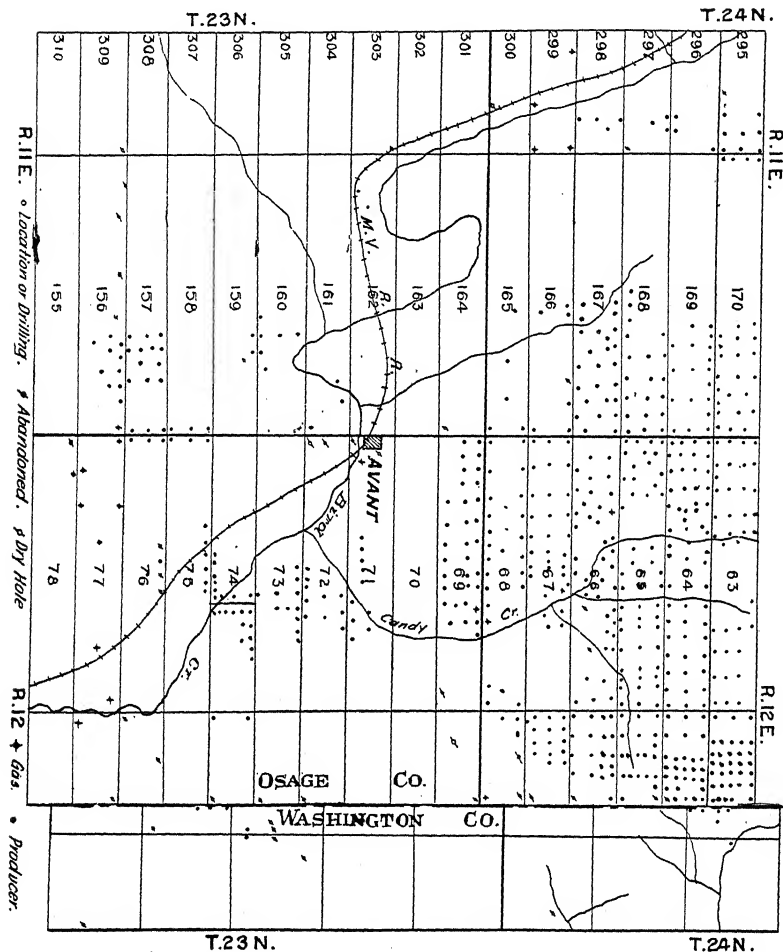 T.23N. T.24N.
310 309 308 307 306 305 304 303 302 301 300 299 298 297 296 295
R.11E. R.11E.
M.V. R. R.
155 156 157 158 159 160 161 162 163 164 165 166 167 168 169 170
AVANT
Bird Cr.
Candy Cr.
78 77 76 75 74 73 72 71 70 69 68 67 66 65 64 63
R.12 R.12E.
OSAGE CO.
WASHINGTON CO.
T.23N. T.24N.
Location or Drilling. Abandoned. Dry Hole Gas. Producer.